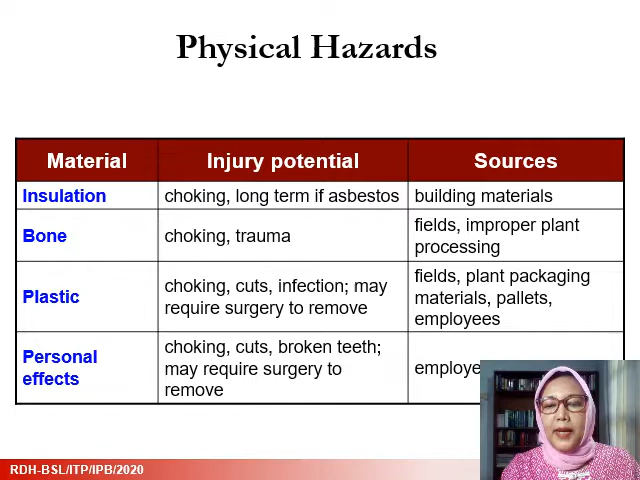 Physical Hazards
Material Injury potential Sources
Insulation choking, long term if asbestos building materials
Bone choking, trauma fields, improper plant
processing
Plastic choking, cuts, infection; may
require surgery to remove fields, plant packaging
materials, pallets,
employees
Personal
effects choking, cuts, broken teeth;
may require surgery to
remove
RDH-BSL/ITP/IPB/2020